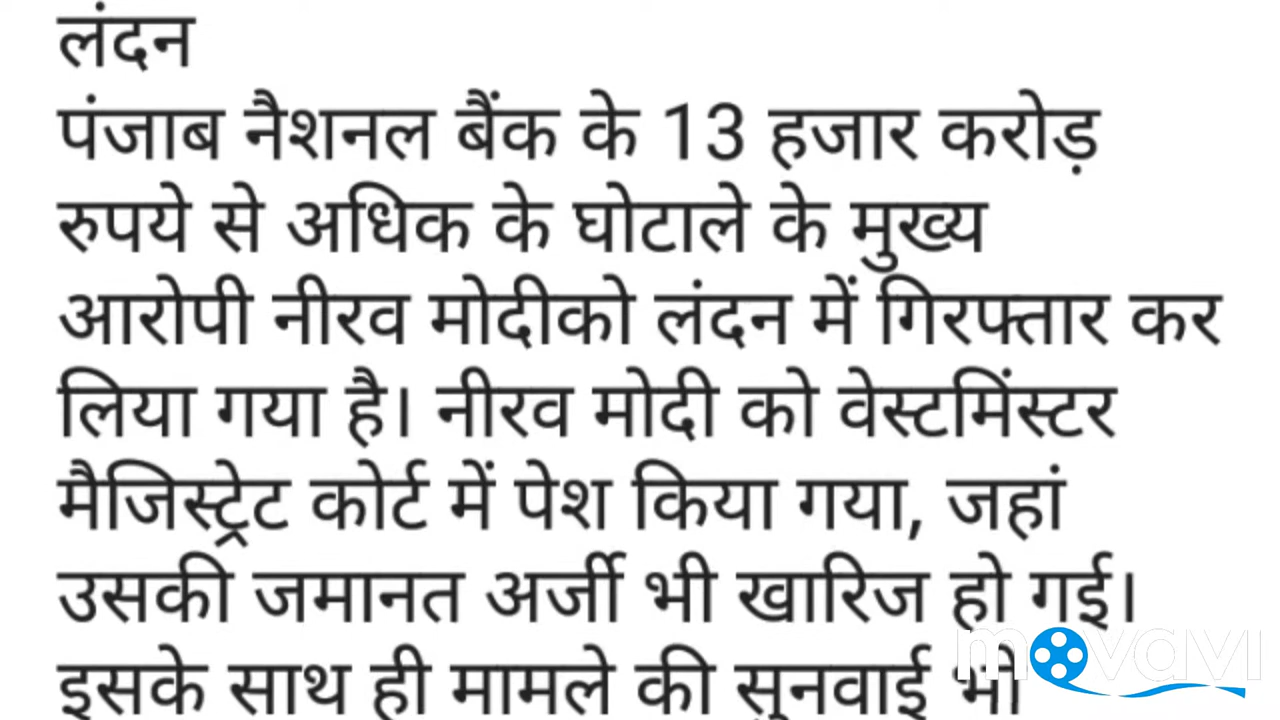 लंदन
पंजाब नैशनल बैंक के 13 हजार करोड़
रुपये से अधिक के घोटाले के मुख्य
आरोपी नीरव मोदीको लंदन में गिरफ्तार कर
लिया गया है। नीरव मोदी को वेस्टमिंस्टर
मैजिस्ट्रेट कोर्ट में पेश किया गया, जहां
उसकी जमानत अर्जी भी खारिज हो गई।
इसके साथ ही मामले की सुनवाई भी
movavi